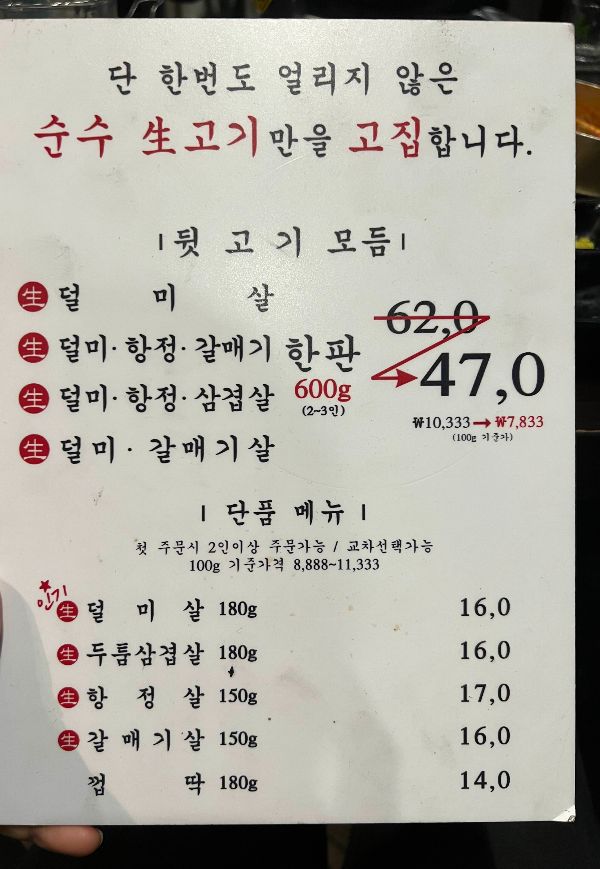 단 한번도 얼리지 않은
순수 生고기만을 고집합니다.
| 뒷 고 기 모듬 |
生 덜 미 살
生 덜미·항정·갈매기
生 덜미·항정·삼겹살
生 덜미· 갈매기살
한판
600g
(2~3인)
62,0
47,0
₩10,333 → ₩7,833
(100g 기준가)
| 단품 메뉴 |
첫 주문시 2인이상 주문가능 / 교차선택가능
100g 기준가격 8,888~11,333
인기
生 덜 미 살 180g 16,0
生 두툼삼겹살 180g 16,0
生 항 정 살 150g 17,0
生 갈매기살 150g 16,0
껍 딱 180g 14,0